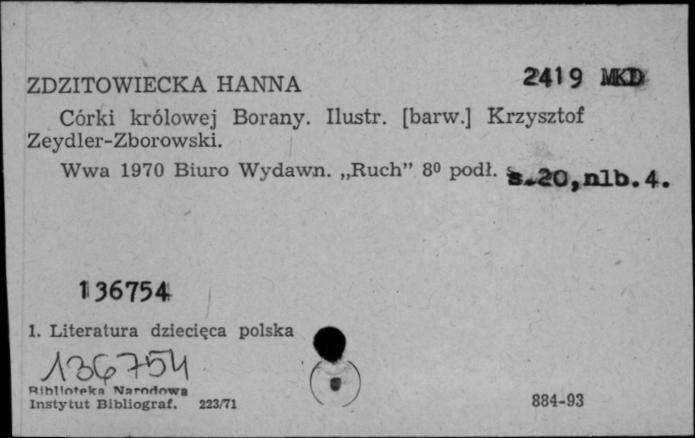 2419 MKD
ZDZITOWIECKA HANNA
Córki królowej Borany. Ilustr. [barw.] Krzysztof
Zeydler-Zborowski.
Wwa 1970 Biuro Wydawn. „Ruch” 8⁰ podł. s.20,nlb.4.
136754
1. Literatura dziecięca polska
136754
Biblioteka Narodowa
Instytut Bibliograf. 223/71
884-93